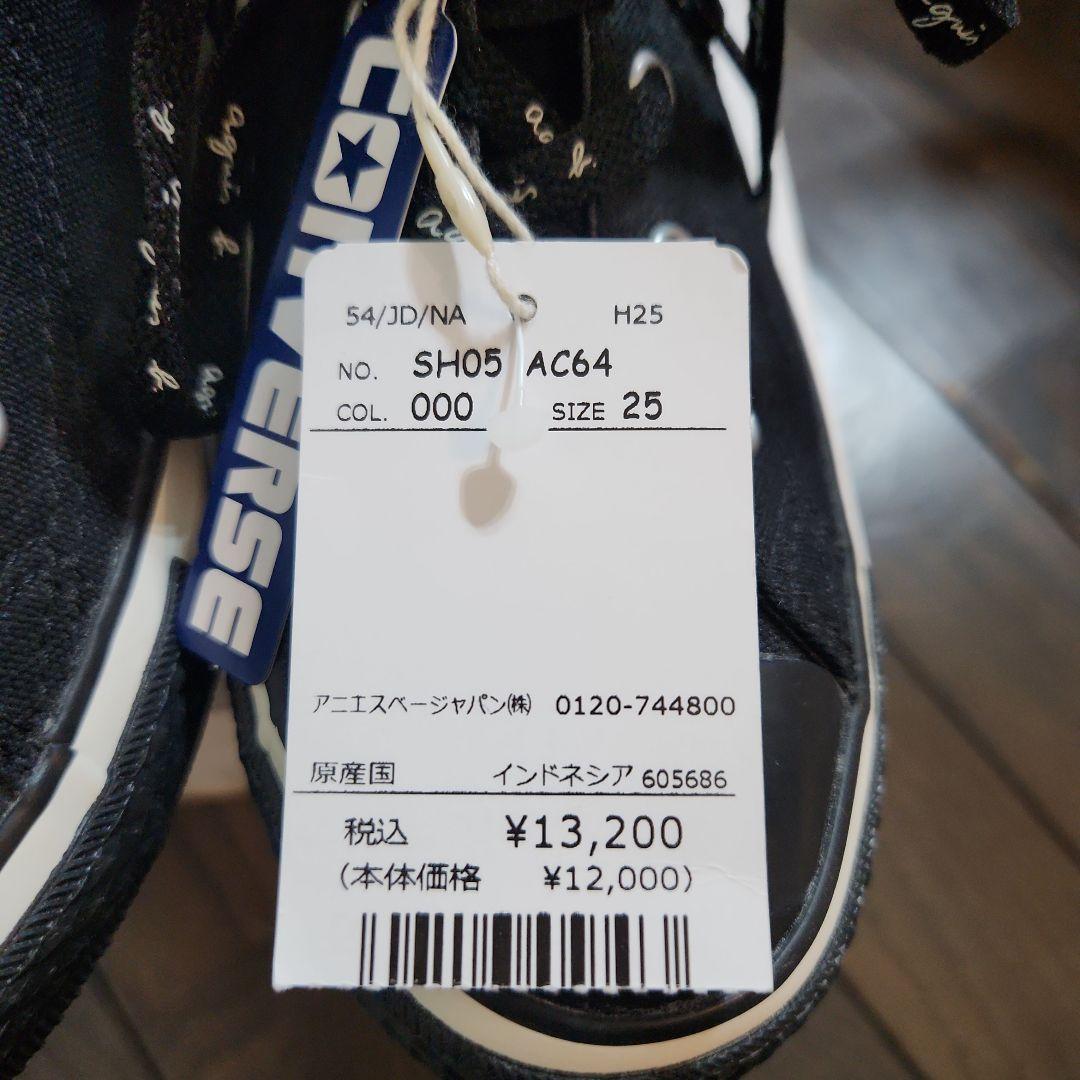 CONVERSE
54/JD/NA H25
NO. SH05 AC64
COL. 000 SIZE 25
アニエスベージャパン㈱ 0120-744800
原産国 インドネシア 605686
税込 ¥13,200
(本体価格 ¥12,000)
agnis b